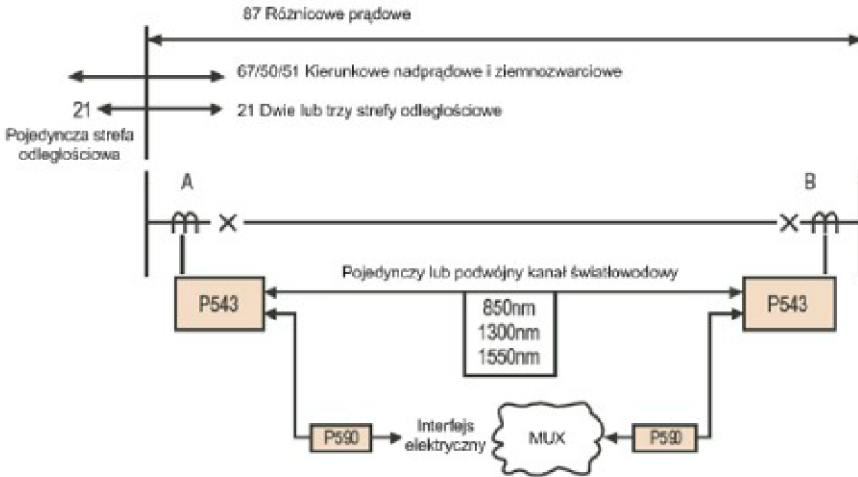 87 Różnicowe prądowe
67/50/51 Kierunkowe nadprądowe i ziemnozwarciowe
21
21 Dwie lub trzy strefy odległościowe
Pojedyncza strefa
odległościowa
A
B
Pojedynczy lub podwójny kanał światłowodowy
P543
P543
850nm
1300nm
1550nm
P590
Interfejs
elektryczny
MUX
P590